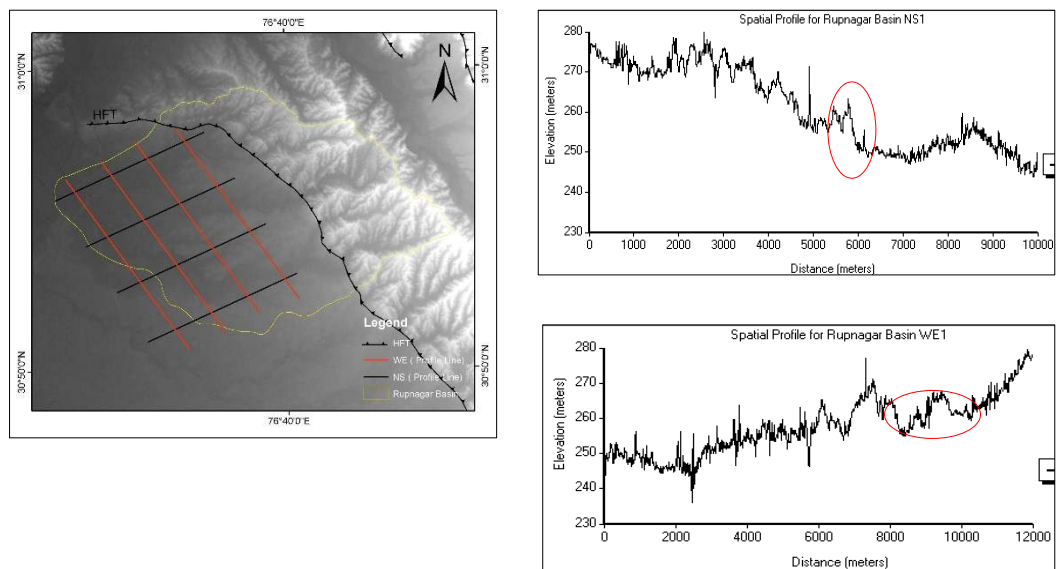 76°40'0"E
31°0'0"N
N
31°0'0"N
HFT
Legend
HFT
WE ( Profile Line)
NS ( Profile Line)
Rupnagar Basin
30°50'0"N
30°50'0"N
76°40'0"E
Spatial Profile for Rupnagar Basin NS1
Elevation (meters)
280
270
260
250
240
230
0 1000 2000 3000 4000 5000 6000 7000 8000 9000 10000
Distance (meters)
Spatial Profile for Rupnagar Basin WE1
Elevation (meters)
280
270
260
250
240
230
0 2000 4000 6000 8000 10000 12000
Distance (meters)